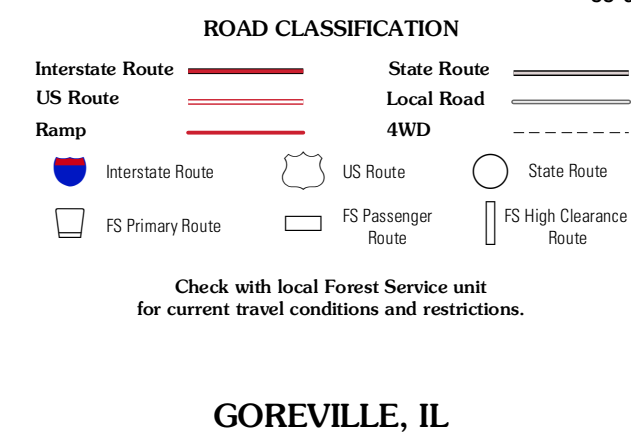 ROAD CLASSIFICATION
Interstate Route
State Route
US Route
Local Road
Ramp
4WD
Interstate Route
US Route
State Route
FS Primary Route
FS Passenger
Route
FS High Clearance
Route
Check with local Forest Service unit
for current travel conditions and restrictions.
GOREVILLE, IL